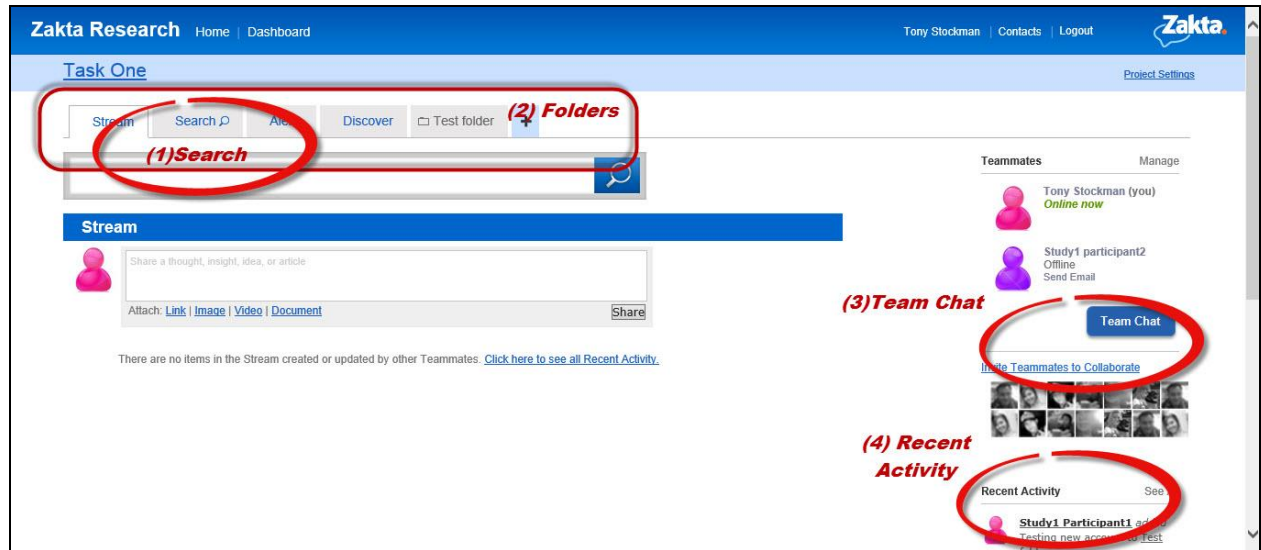 Zakta Research Home | Dashboard
Tony Stockman | Contacts | Logout
Zakta.
Task One
Project Settings
Stream Search Discover Test folder +
(2) Folders
(1)Search
Stream
Share a thought, insight, idea, or article
Attach: Link | Image | Video | Document
Share
There are no items in the Stream created or updated by other Teammates. Click here to see all Recent Activity.
Teammates Manage
Tony Stockman (you)
Online now
Study1 participant2
Offline
Send Email
(3)Team Chat
Team Chat
Invite Teammates to Collaborate
(4) Recent
Activity
Recent Activity See
Study1 Participant1
Testing new to Test